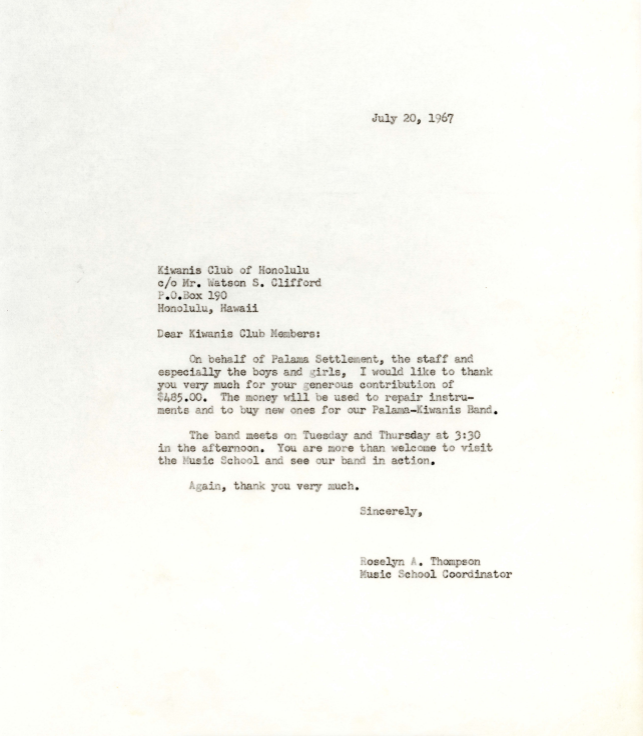 July 20, 1967
Kiwanis Club of Honolulu
c/o Mr. Watson S. Clifford
P.O.Box 190
Honolulu, Hawaii
Dear Kiwanis Club Members:
On behalf of Palama Settlement, the staff and
especially the boys and girls, I would like to thank
you very much for your generous contribution of
$485.00. The money will be used to repair instru-
ments and to buy new ones for our Palama-Kiwanis Band.
The band meets on Tuesday and Thursday at 3:30
in the afternoon. You are more than welcome to visit
the Music School and see our band in action.
Again, thank you very much.
Sincerely,
Roselyn A. Thompson
Music School Coordinator